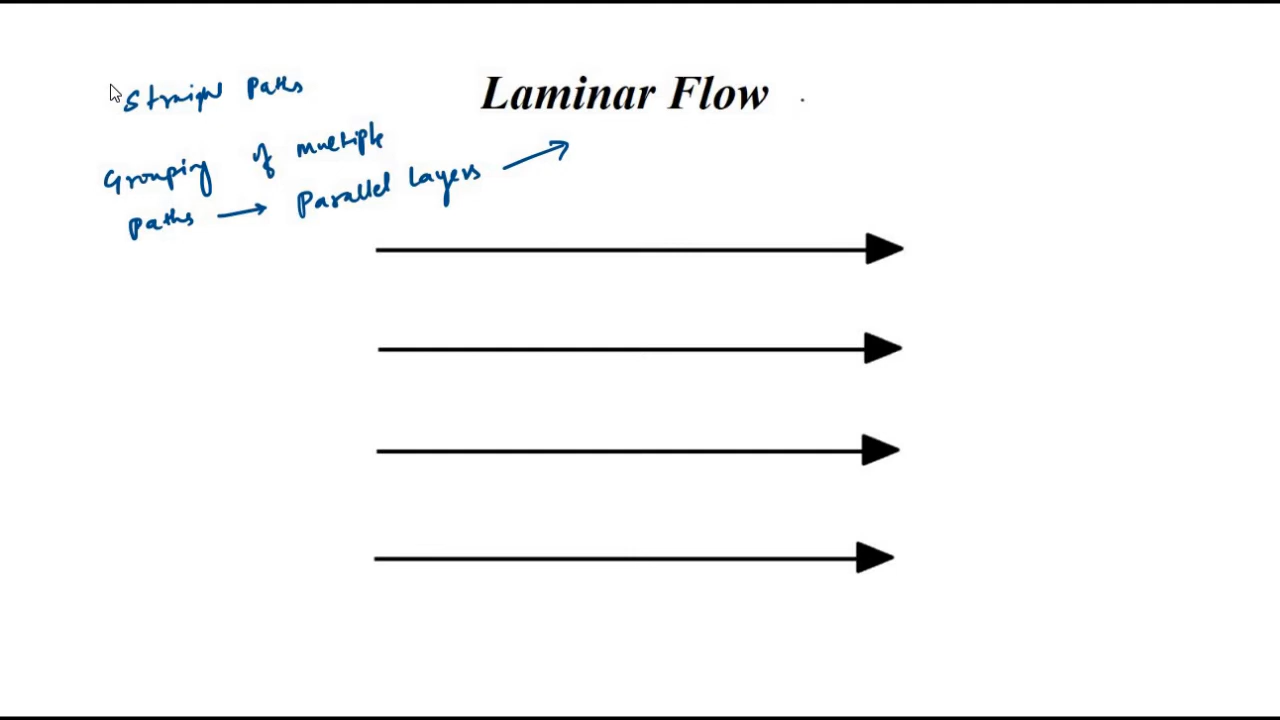 Straight Paths
Laminar Flow
Grouping of multiple
paths → Parallel layers →